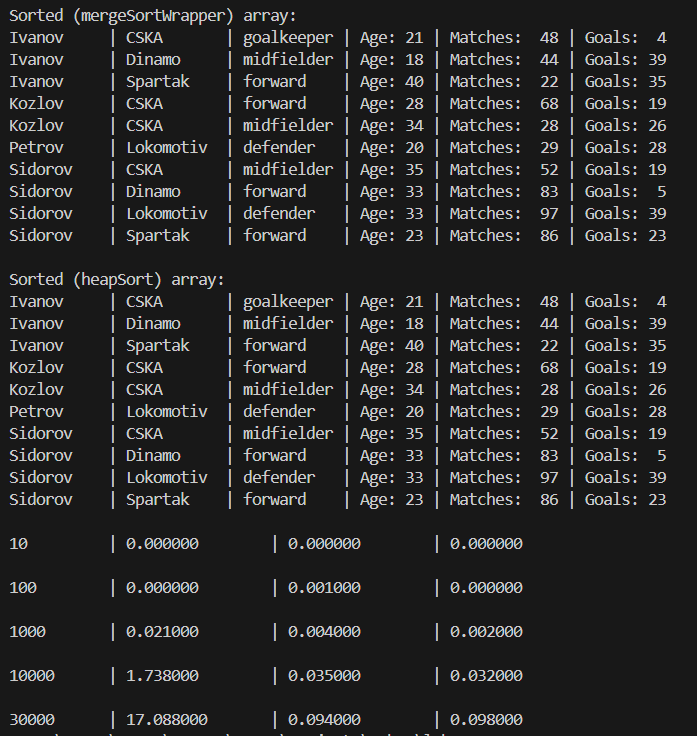 Sorted (mergeSortWrapper) array:
Ivanov     | CSKA       | goalkeeper | Age: 21 | Matches:  48 | Goals:  4
Ivanov     | Dinamo     | midfielder | Age: 18 | Matches:  44 | Goals: 39
Ivanov     | Spartak    | forward    | Age: 40 | Matches:  22 | Goals: 35
Kozlov     | CSKA       | forward    | Age: 28 | Matches:  68 | Goals: 19
Kozlov     | CSKA       | midfielder | Age: 34 | Matches:  28 | Goals: 26
Petrov     | Lokomotiv  | defender   | Age: 20 | Matches:  29 | Goals: 28
Sidorov    | CSKA       | midfielder | Age: 35 | Matches:  52 | Goals: 19
Sidorov    | Dinamo     | forward    | Age: 33 | Matches:  83 | Goals:  5
Sidorov    | Lokomotiv  | defender   | Age: 33 | Matches:  97 | Goals: 39
Sidorov    | Spartak    | forward    | Age: 23 | Matches:  86 | Goals: 23
Sorted (heapSort) array:
Ivanov     | CSKA       | goalkeeper | Age: 21 | Matches:  48 | Goals:  4
Ivanov     | Dinamo     | midfielder | Age: 18 | Matches:  44 | Goals: 39
Ivanov     | Spartak    | forward    | Age: 40 | Matches:  22 | Goals: 35
Kozlov     | CSKA       | forward    | Age: 28 | Matches:  68 | Goals: 19
Kozlov     | CSKA       | midfielder | Age: 34 | Matches:  28 | Goals: 26
Petrov     | Lokomotiv  | defender   | Age: 20 | Matches:  29 | Goals: 28
Sidorov    | CSKA       | midfielder | Age: 35 | Matches:  52 | Goals: 19
Sidorov    | Dinamo     | forward    | Age: 33 | Matches:  83 | Goals:  5
Sidorov    | Lokomotiv  | defender   | Age: 33 | Matches:  97 | Goals: 39
Sidorov    | Spartak    | forward    | Age: 23 | Matches:  86 | Goals: 23
10         | 0.000000        | 0.000000        | 0.000000
100        | 0.000000        | 0.001000        | 0.000000
1000       | 0.021000        | 0.004000        | 0.002000
10000      | 1.738000        | 0.035000        | 0.032000
30000      | 17.088000       | 0.094000        | 0.098000